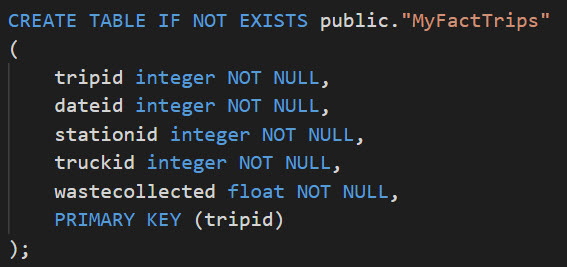 CREATE TABLE IF NOT EXISTS public."MyFactTrips"
(
    tripid integer NOT NULL,
    dateid integer NOT NULL,
    stationid integer NOT NULL,
    truckid integer NOT NULL,
    wastecollected float NOT NULL,
    PRIMARY KEY (tripid)
);